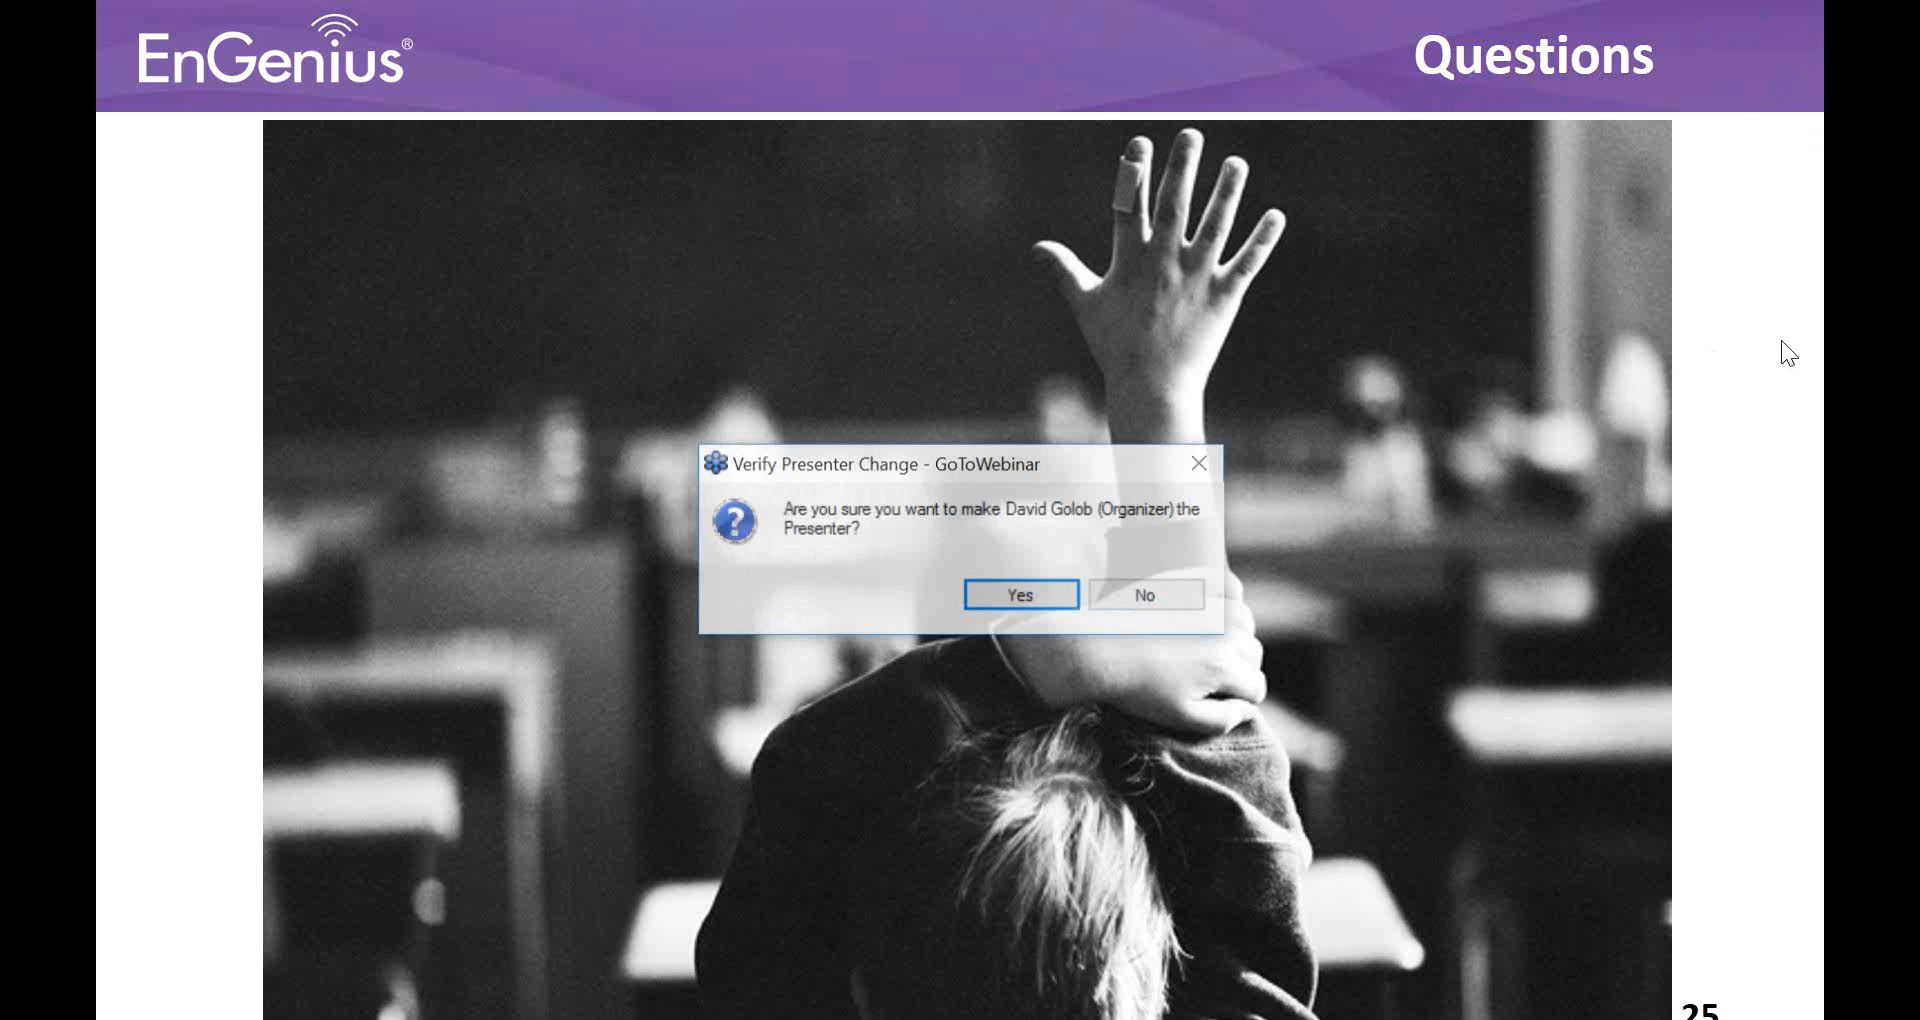 EnGenius®
Questions
Verify Presenter Change - GoToWebinar
Are you sure you want to make David Golob (Organizer) the
Presenter?
Yes
No
25